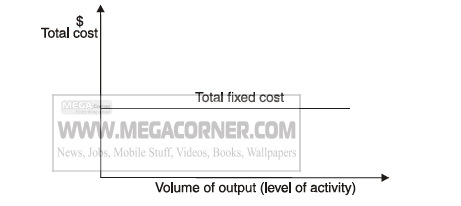 $
Total cost
Total fixed cost
MEGA
WWW.MEGACORNER.COM
News, Jobs, Mobile Stuff, Videos, Books, Wallpapers
Volume of output (level of activity)